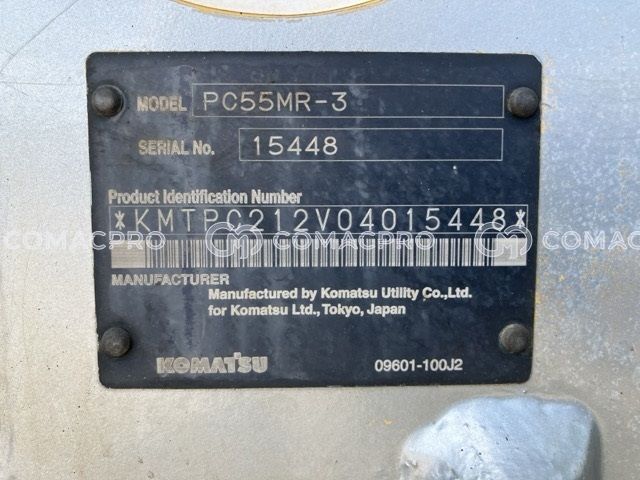 MODEL PC55MR-3
SERIAL No. 15448
Product Identification Number
*KMTPC212V04015448*
COMACPRO COMACPRO COMACPRO
MANUFACTURER
Manufactured by Komatsu Utility Co.,Ltd.
for Komatsu Ltd.,Tokyo, Japan
KOMATSU 09601-100J2